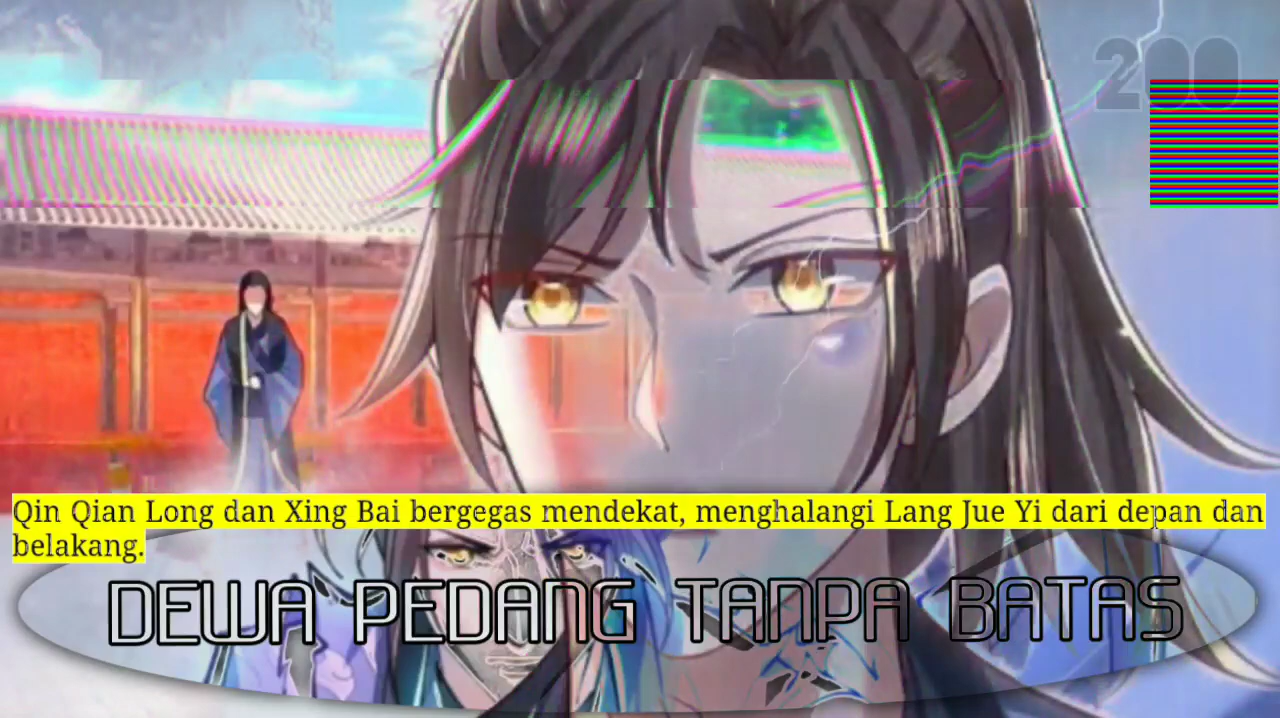 200
Qin Qian Long dan Xing Bai bergegas mendekat, menghalangi Lang Jue Yi dari depan dan
belakang.
DEWA PEDANG TANPA BATAS